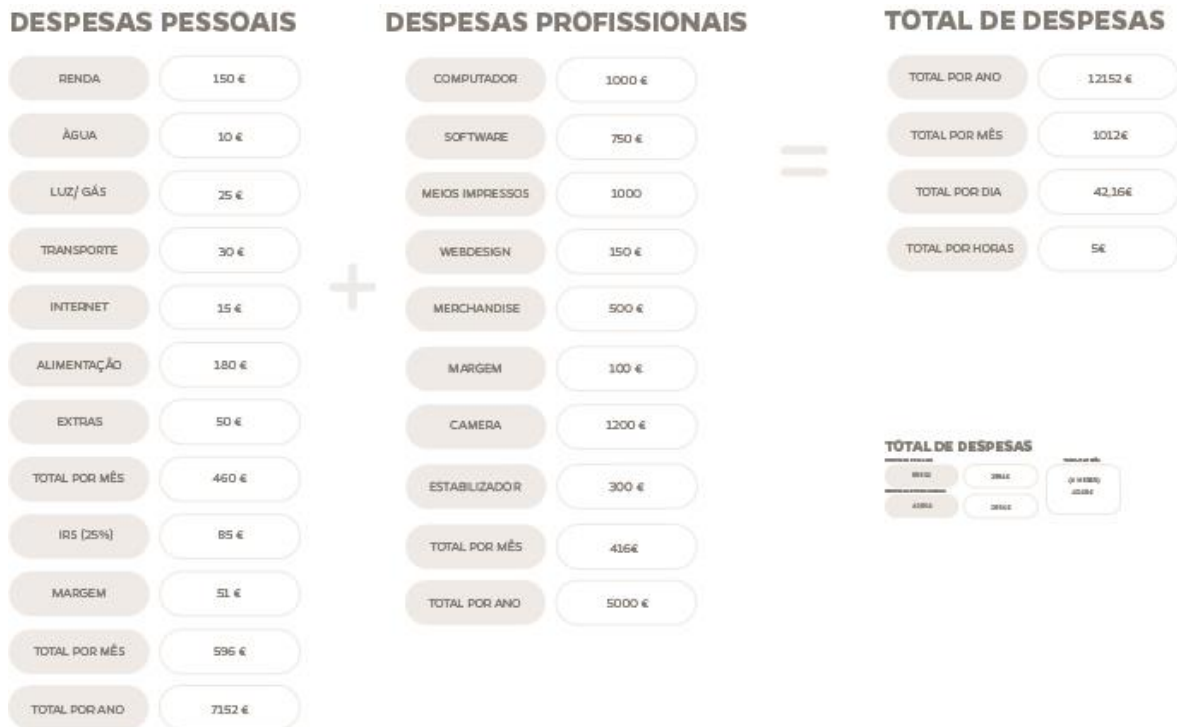 DESPESAS PESSOAIS
RENDA 150 €
ÀGUA 10 €
LUZ/ GÁS 25 €
TRANSPORTE 30 €
INTERNET 15 €
ALIMENTAÇÃO 180 €
EXTRAS 50 €
TOTAL POR MÊS 460 €
IRS (25%) 85 €
MARGEM 51 €
TOTAL POR MÊS 596 €
TOTAL POR ANO 7152 €
+
DESPESAS PROFISSIONAIS
COMPUTADOR 1000 €
SOFTWARE 750 €
MEIOS IMPRESSOS 1000
WEBDESIGN 150 €
MERCHANDISE 500 €
MARGEM 100 €
CAMERA 1200 €
ESTABILIZADOR 300 €
TOTAL POR MÊS 416€
TOTAL POR ANO 5000 €
=
TOTAL DE DESPESAS
TOTAL POR ANO 12152 €
TOTAL POR MÊS 1012€
TOTAL POR DIA 42,16€
TOTAL POR HORAS 5€
TOTAL DE DESPESAS